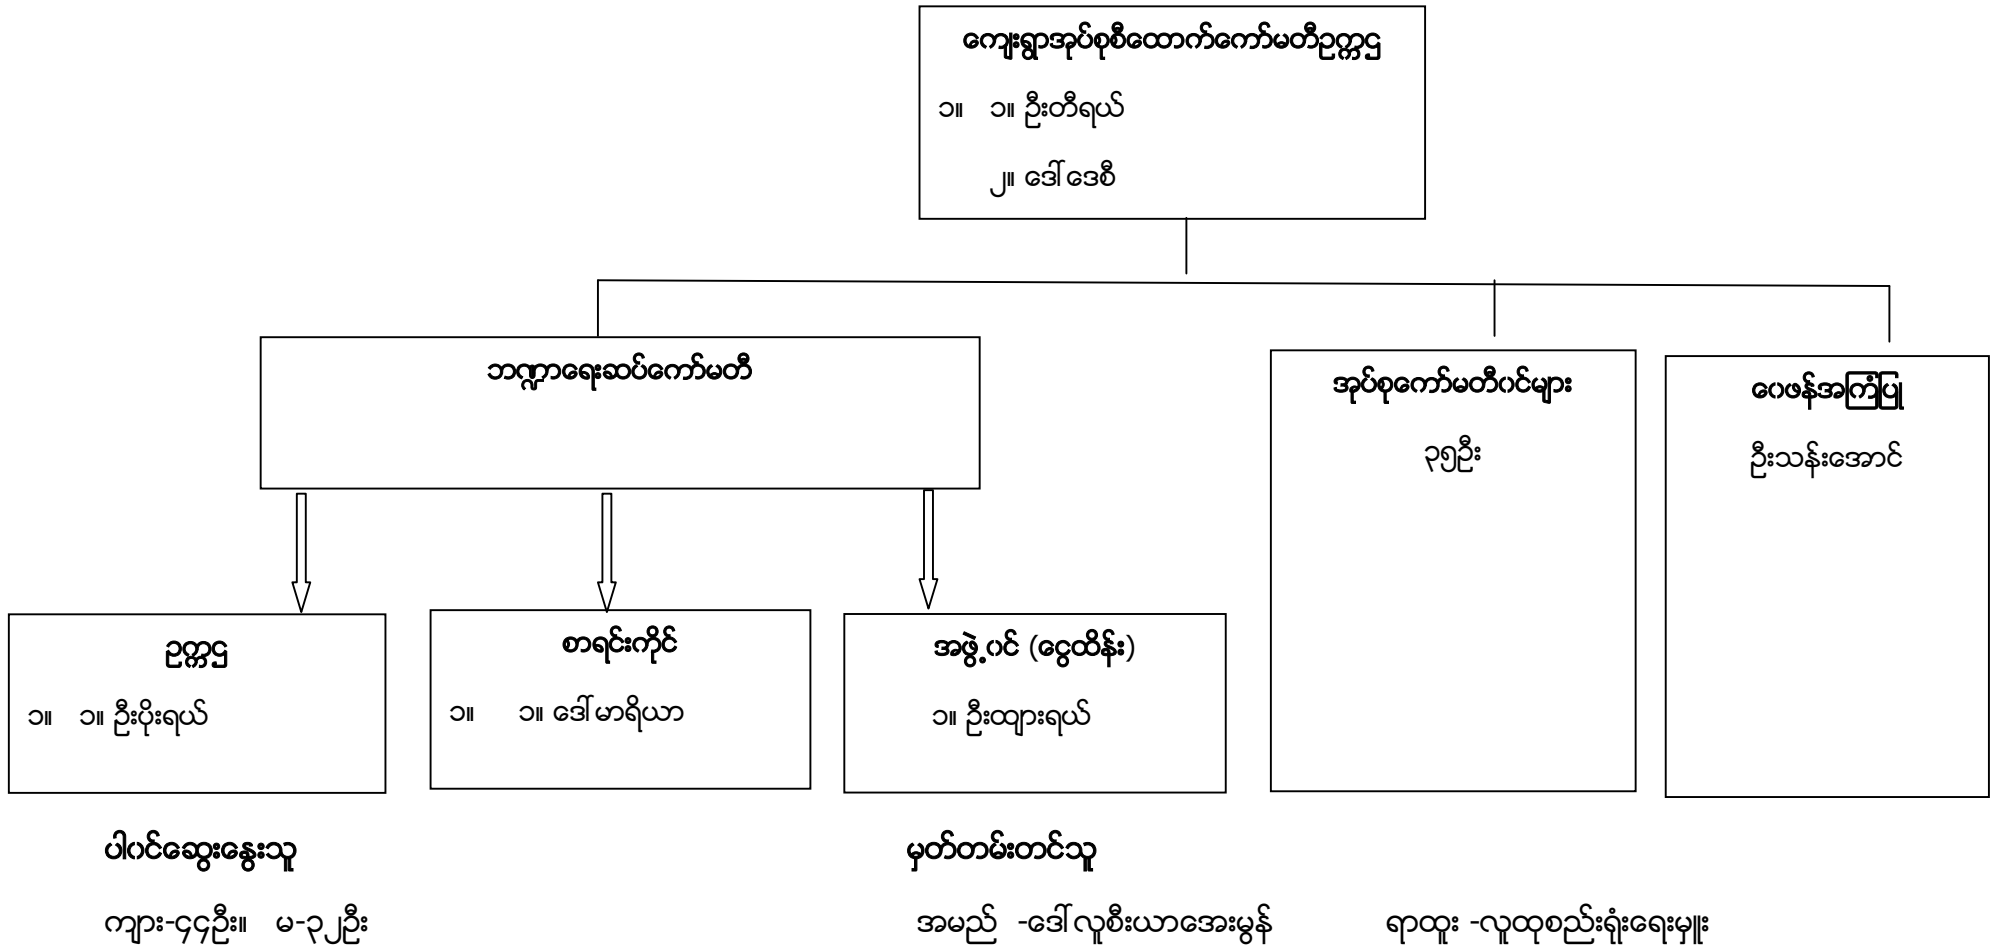 ကျေးရွာအုပ်စုစီထောက်ကော်မတီဥက္ကဌ
၁။ ၁။ ဦးတီရယ်
၂။ ဒေါ်ဒေစီ
ဘဏ္ဍာရေးဆပ်ကော်မတီ
အုပ်စုကော်မတီဝင်များ
၃၅ဦး
ဝေဖန်အကြံပြု
ဦးသန်းအောင်
ဥက္ကဌ
၁။ ၁။ ဦးပိုးရယ်
စာရင်းကိုင်
၁။ ၁။ ဒေါ်မာရိယာ
အဖွဲ့ဝင် (ငွေထိန်း)
၁။ ဦးထျားရယ်
ပါဝင်ဆွေးနွေးသူ
ကျား-၄၄ဦး။ မ-၃၂ဦး
မှတ်တမ်းတင်သူ
အမည် -ဒေါ်လူစီးယာအေးမွန် ရာထူး -လူထုစည်းရုံးရေးမှူး